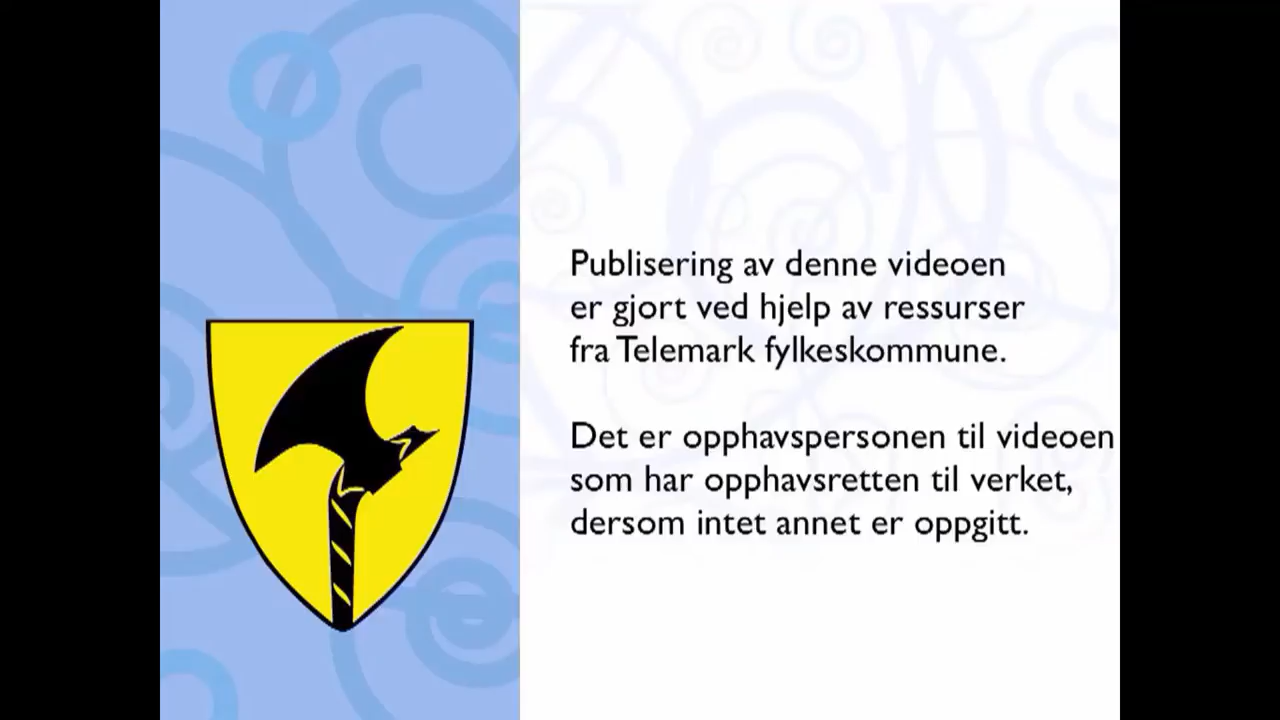 Publisering av denne videoen
er gjort ved hjelp av ressurser
fra Telemark fylkeskommune.
Det er opphavspersonen til videoen
som har opphavsretten til verket,
dersom intet annet er oppgitt.